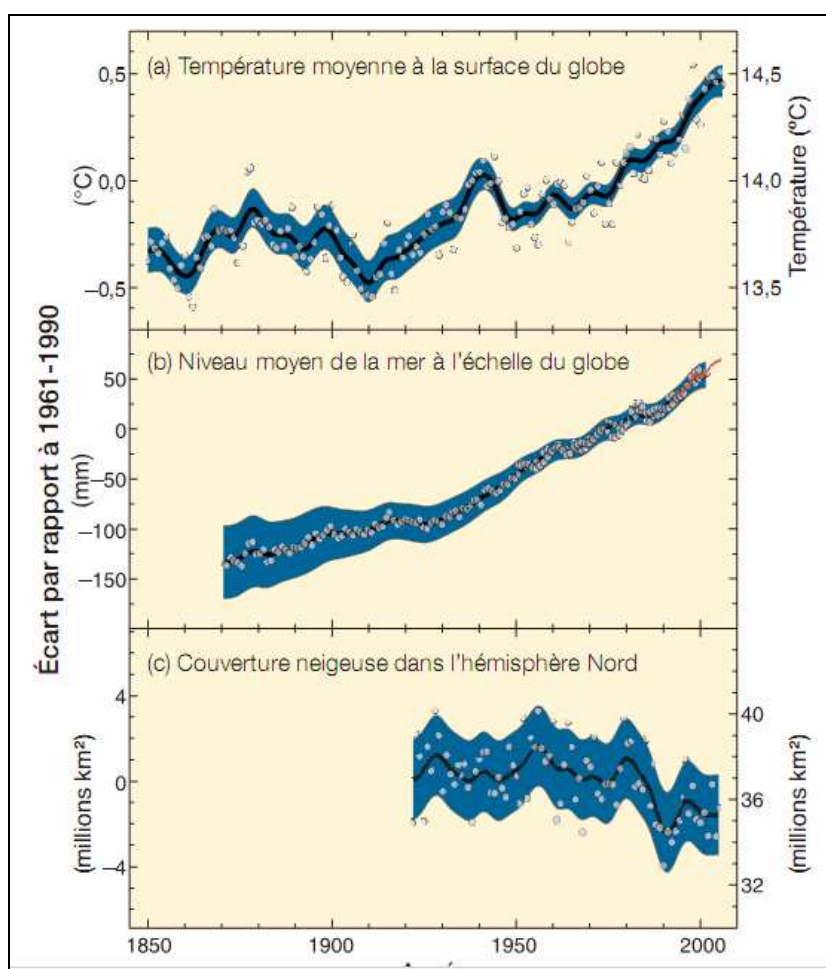 (a) Température moyenne à la surface du globe
0,5
0,0
–0,5
(°C)
14,5
14,0
13,5
Température (°C)
Écart par rapport à 1961-1990
(b) Niveau moyen de la mer à l'échelle du globe
50
0
–50
–100
–150
(mm)
(c) Couverture neigeuse dans l'hémisphère Nord
4
0
–4
(millions km²)
40
36
32
(millions km²)
1850
1900
1950
2000